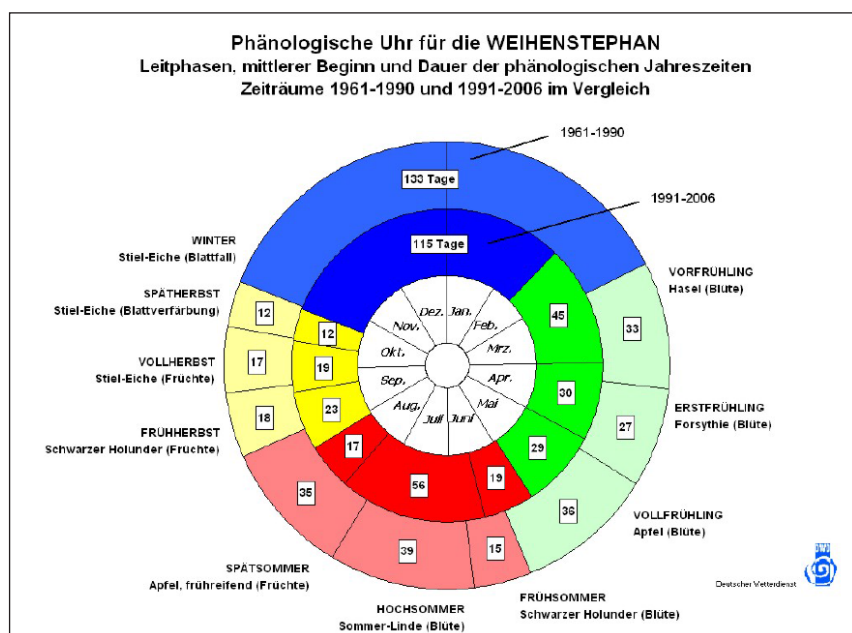 Phänologische Uhr für die WEIHENSTEPHAN
Leitphasen, mittlerer Beginn und Dauer der phänologischen Jahreszeiten
Zeiträume 1961-1990 und 1991-2006 im Vergleich
1961-1990
133 Tage
1991-2006
115 Tage
WINTER
Stiel-Eiche (Blattfall)
SPÄTHERBST
Stiel-Eiche (Blattverfärbung)
VOLLHERBST
Stiel-Eiche (Früchte)
FRÜHHERBST
Schwarzer Holunder (Früchte)
SPÄTSOMMER
Apfel, frühreifend (Früchte)
HOCHSOMMER
Sommer-Linde (Blüte)
FRÜHSOMMER
Schwarzer Holunder (Blüte)
VOLLFRÜHLING
Apfel (Blüte)
ERSTFRÜHLING
Forsythie (Blüte)
VORFRÜHLING
Hasel (Blüte)
12
17
18
35
39
15
36
27
33
12
19
23
17
56
19
29
30
45
Jan.
Feb.
Mrz.
Apr.
Mai
Juni
Juli
Aug.
Sep.
Okt.
Nov.
Dez.
Deutscher Wetterdienst